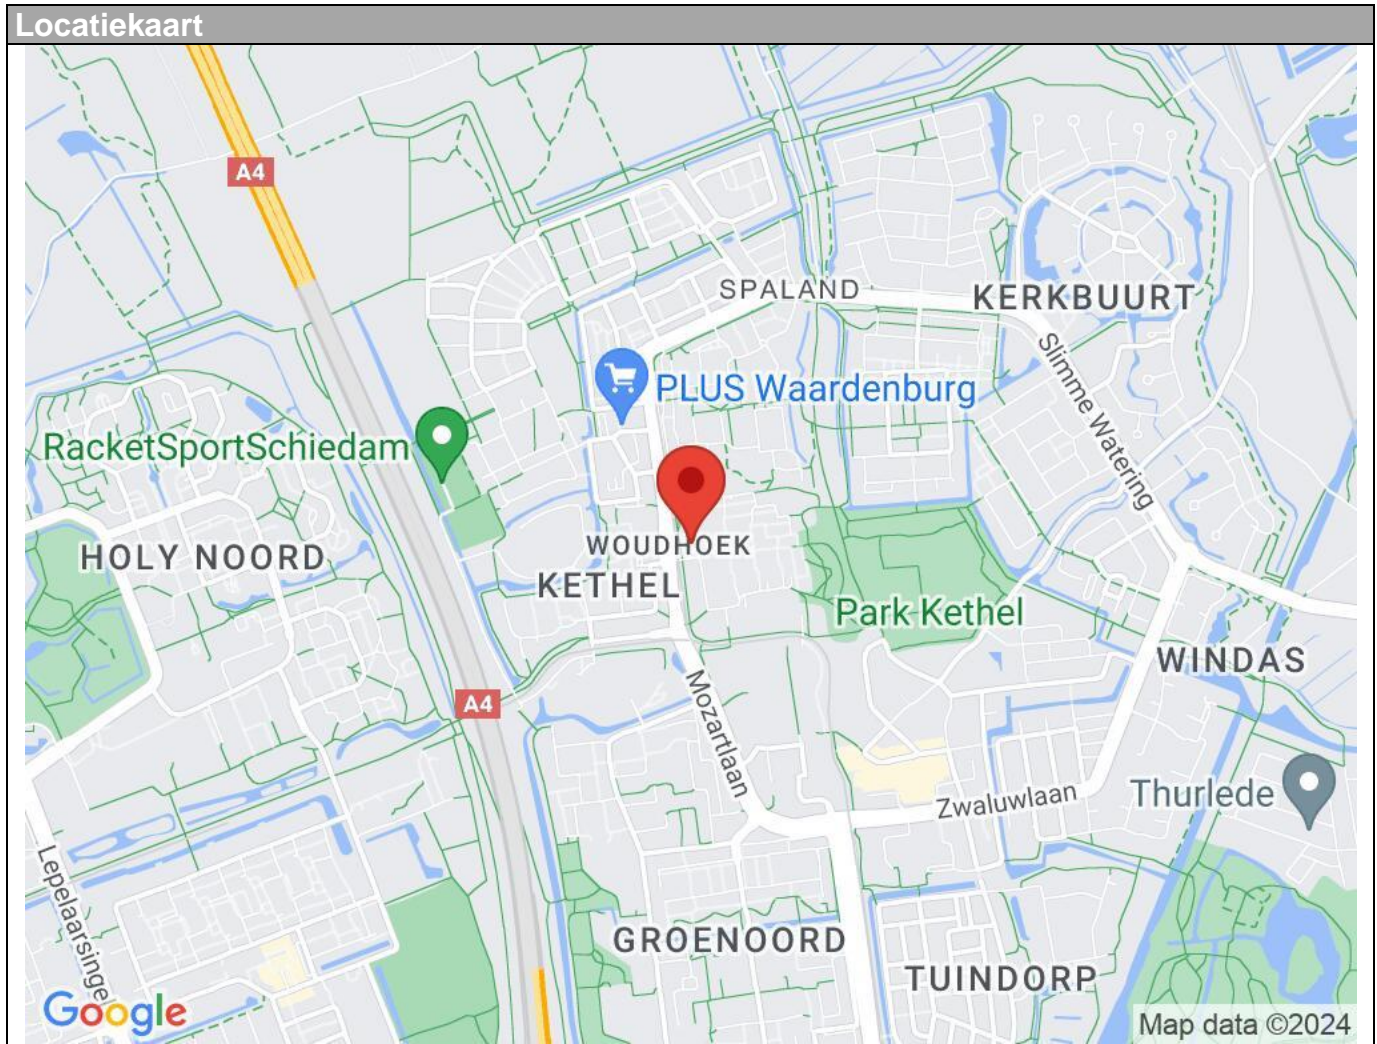 Locatiekaart
A4
SPALAND
KERKBUURT
Slimme Watering
PLUS Waardenburg
RacketSportSchiedam
HOLY NOORD
WOUDHOEK
KETHEL
Park Kethel
WINDAS
A4
Mozartlaan
Thurlede
Zwaluwlaan
Lepelaarsingel
GROENOORD
TUINDORP
Google
Map data ©2024